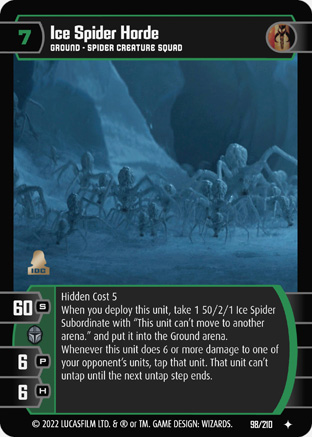 7
Ice Spider Horde
GROUND • SPIDER CREATURE SQUAD
IDC
60 S
6 P
6 H
Hidden Cost 5
When you deploy this unit, take 1 50/2/1 Ice Spider
Subordinate with “This unit can’t move to another
arena.” and put it into the Ground arena.
Whenever this unit does 6 or more damage to one of
your opponent’s units, tap that unit. That unit can’t
untap until the next untap step ends.
© 2022 LUCASFILM LTD. & ® or TM. GAME DESIGN: WIZARDS.
98/210